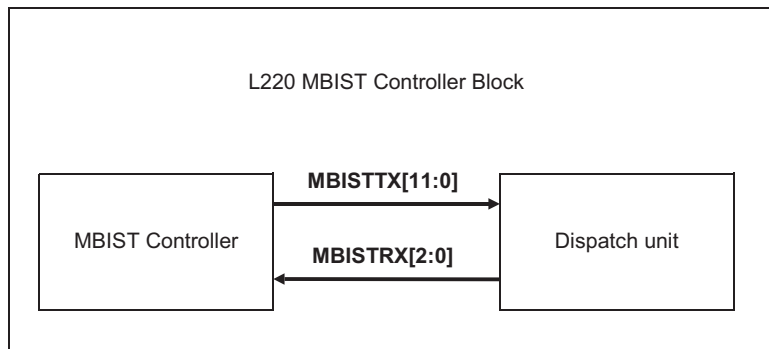 L220 MBIST Controller Block
MBISTTX[11:0]
MBIST Controller
Dispatch unit
MBISTRX[2:0]